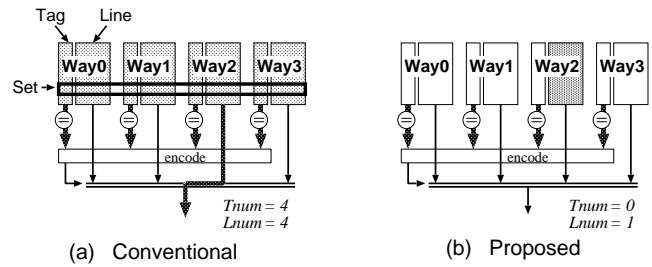 Tag Line
Way0 Way1 Way2 Way3
Set
= = = =
encode
Tnum = 4
Lnum = 4
(a) Conventional
Way0 Way1 Way2 Way3
= = = =
encode
Tnum = 0
Lnum = 1
(b) Proposed